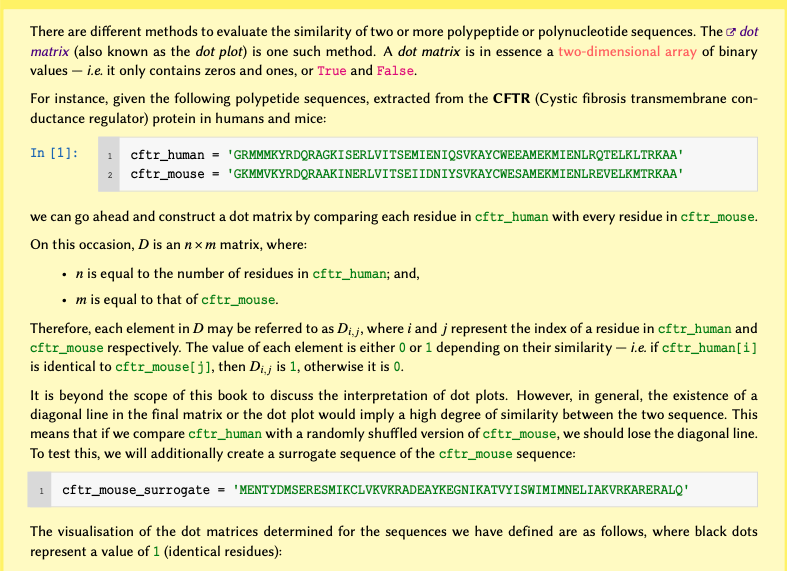 There are different methods to evaluate the similarity of two or more polypeptide or polynucleotide sequences. The dot
matrix (also known as the dot plot) is one such method. A dot matrix is in essence a two-dimensional array of binary
values — i.e. it only contains zeros and ones, or True and False.
For instance, given the following polypetide sequences, extracted from the CFTR (Cystic fibrosis transmembrane con-
ductance regulator) protein in humans and mice:
In [1]: 1 cftr_human = 'GRMMMKYRDQRAGKISERLVITSEMIENIQSVKAYCWEEAMEKMIENLRQTELKLTRKAA'
2 cftr_mouse = 'GKMMVKYRDQRAAKINERLVITSEIIDNIYSVKAYCWESAMEKMIENLREVELKMTRKAA'
we can go ahead and construct a dot matrix by comparing each residue in cftr_human with every residue in cftr_mouse.
On this occasion, D is an n × m matrix, where:
• n is equal to the number of residues in cftr_human; and,
• m is equal to that of cftr_mouse.
Therefore, each element in D may be referred to as D_{i,j}, where i and j represent the index of a residue in cftr_human and
cftr_mouse respectively. The value of each element is either 0 or 1 depending on their similarity — i.e. if cftr_human[i]
is identical to cftr_mouse[j], then D_{i,j} is 1, otherwise it is 0.
It is beyond the scope of this book to discuss the interpretation of dot plots. However, in general, the existence of a
diagonal line in the final matrix or the dot plot would imply a high degree of similarity between the two sequence. This
means that if we compare cftr_human with a randomly shuffled version of cftr_mouse, we should lose the diagonal line.
To test this, we will additionally create a surrogate sequence of the cftr_mouse sequence:
1 cftr_mouse_surrogate = 'MENTYDMSERESMIKCLVKVKRADEAYKEGNIKATVYISWIMIMNELIAKVRKARERALQ'
The visualisation of the dot matrices determined for the sequences we have defined are as follows, where black dots
represent a value of 1 (identical residues):